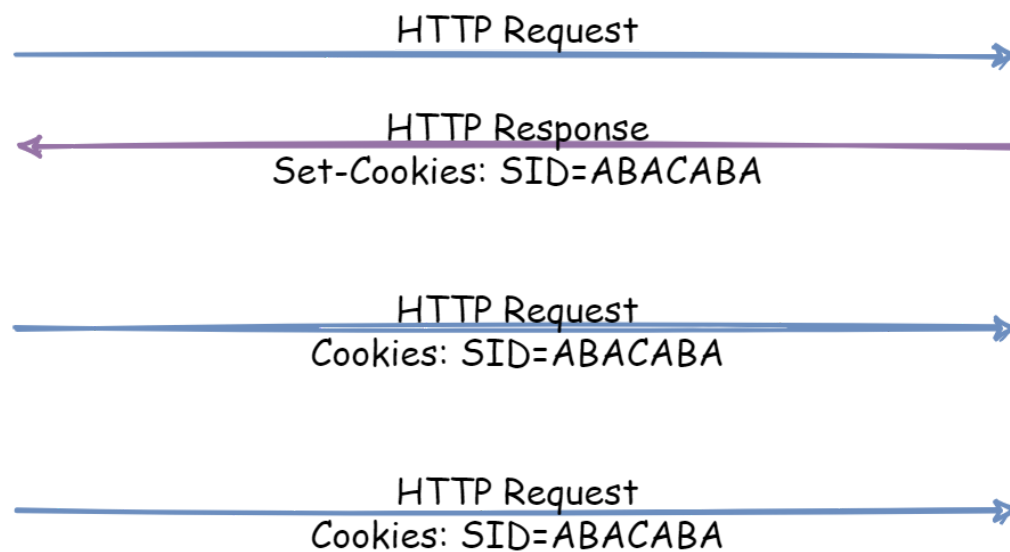 HTTP Request
HTTP Response
Set-Cookies: SID=ABACABA
HTTP Request
Cookies: SID=ABACABA
HTTP Request
Cookies: SID=ABACABA